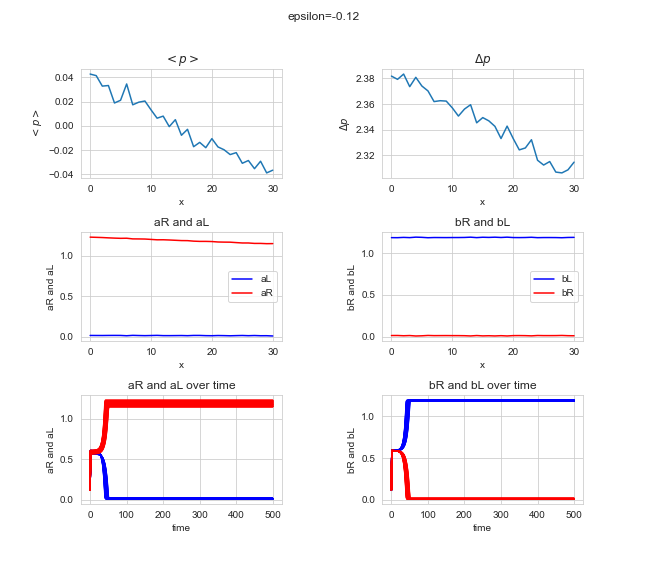 epsilon=-0.12
< p >
Δp
0.04
0.02
0.00
−0.02
−0.04
< p >
0
10
20
30
x
2.38
2.36
2.34
2.32
Δp
0
10
20
30
x
aR and aL
bR and bL
1.0
0.5
0.0
aR and aL
aL
aR
0
10
20
30
x
1.0
0.5
0.0
bR and bL
bL
bR
0
10
20
30
x
aR and aL over time
bR and bL over time
1.0
0.5
0.0
aR and aL
0
100
200
300
400
500
time
1.0
0.5
0.0
bR and bL
0
100
200
300
400
500
time